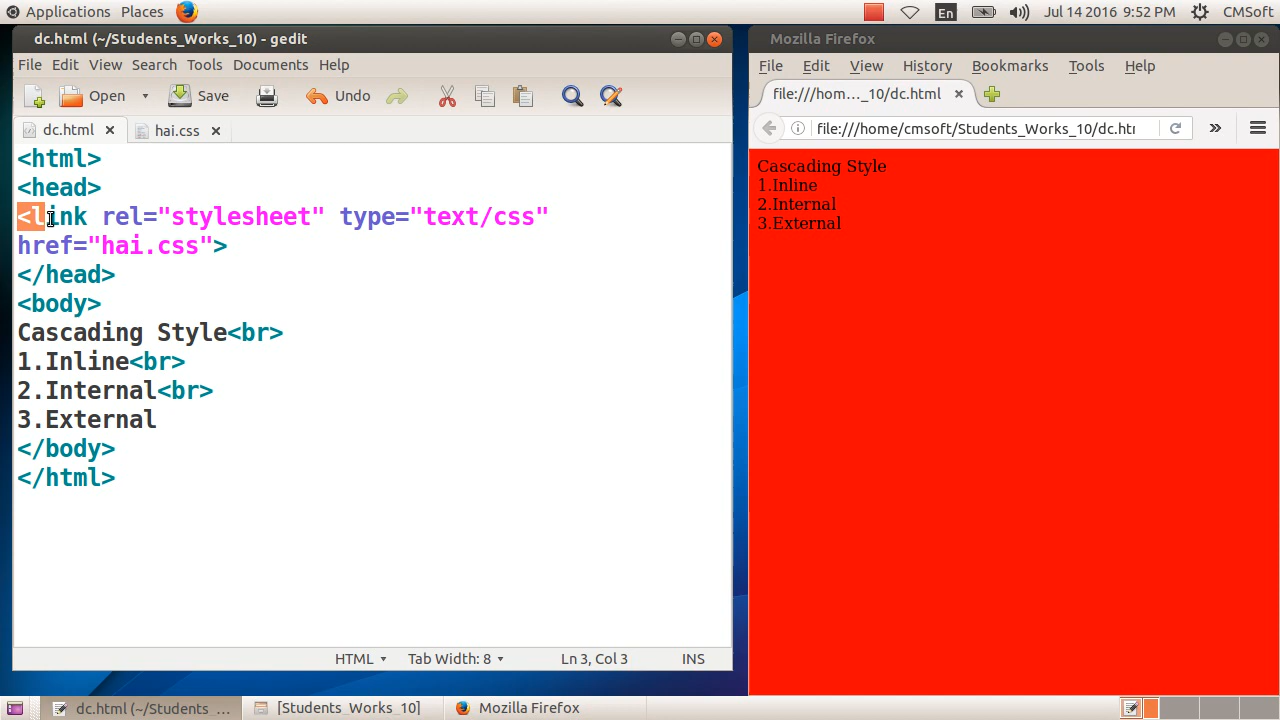 Applications Places En Jul 14 2016 9:52 PM CMSoft
dc.html (~/Students_Works_10) - gedit
File Edit View Search Tools Documents Help
Open Save Undo
dc.html hai.css
<html>
<head>
<link rel="stylesheet" type="text/css"
href="hai.css">
</head>
<body>
Cascading Style<br>
1.Inline<br>
2.Internal<br>
3.External
</body>
</html>
HTML Tab Width: 8 Ln 3, Col 3 INS
Mozilla Firefox
File Edit View History Bookmarks Tools Help
file:///hom..._10/dc.html
file:///home/cmsoft/Students_Works_10/dc.htr
Cascading Style
1.Inline
2.Internal
3.External
dc.html (~/Students_... [Students_Works_10] Mozilla Firefox